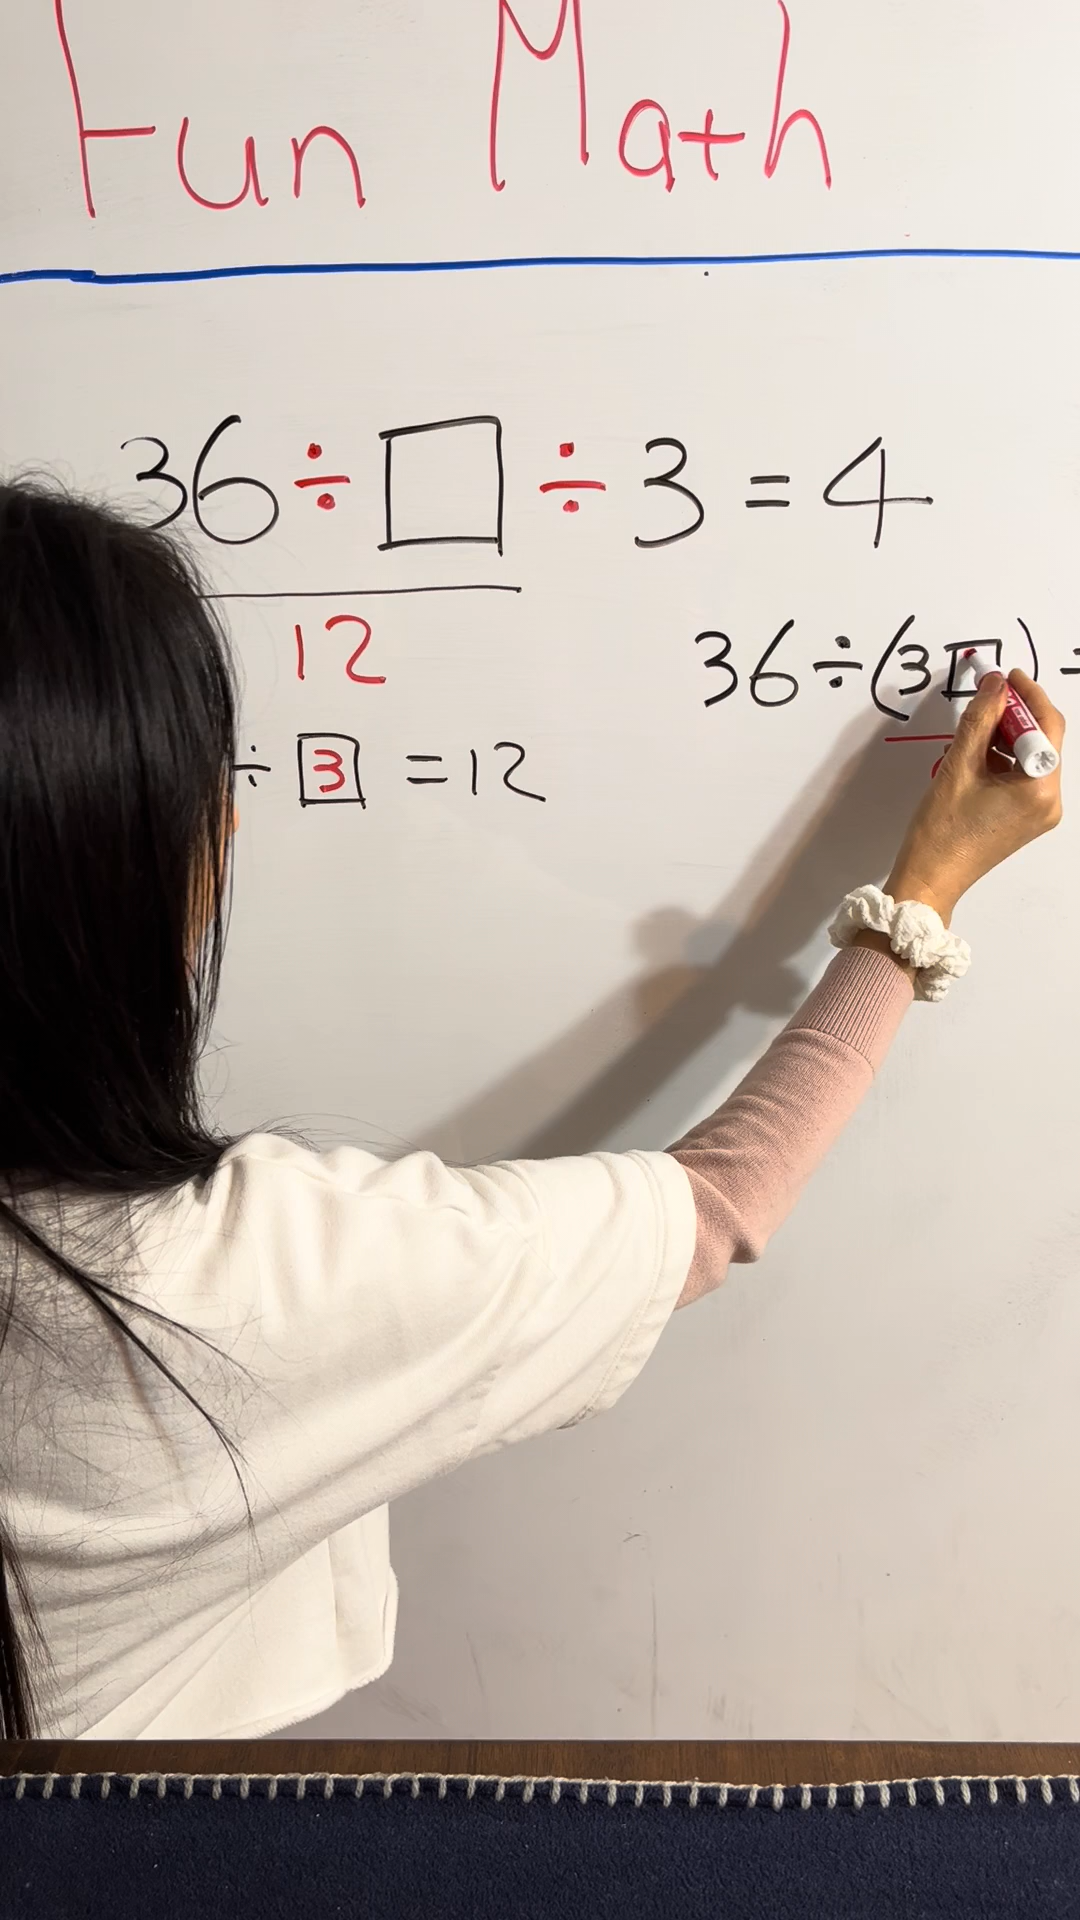 Fun Math
36 ÷ □ ÷ 3 = 4
12
36 ÷ (3 □) =
÷ 3 = 12